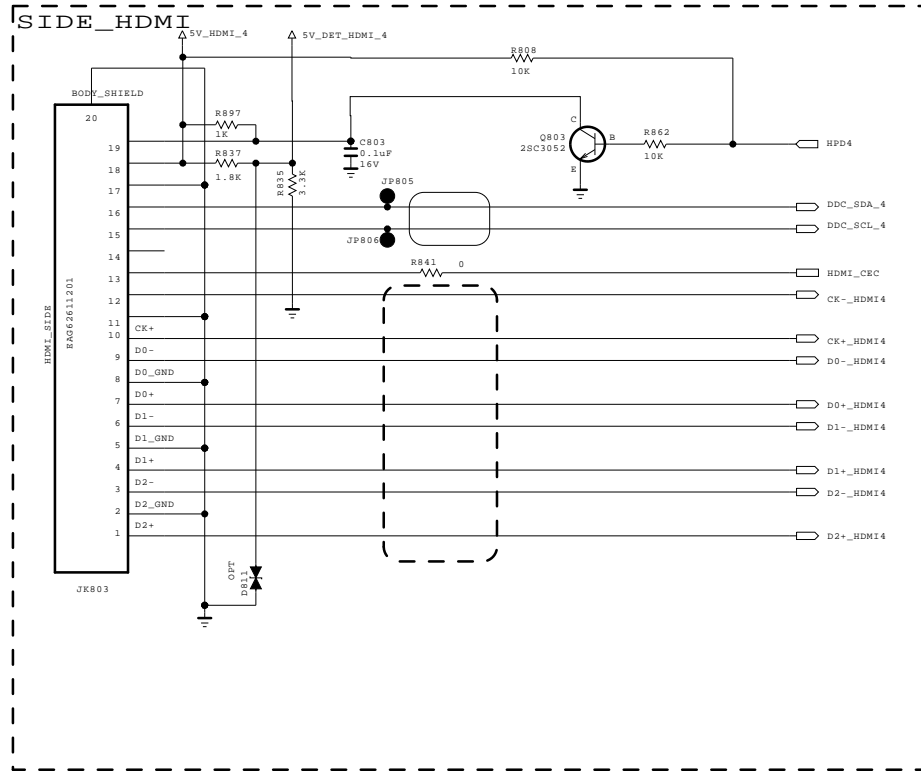 SIDE_HDMI
5V_HDMI_4
5V_DET_HDMI_4
R808
10K
BODY_SHIELD
20
R897
1K
19
C803
0.1uF
16V
C
Q803
2SC3052
B
E
R862
10K
HPD4
R837
1.8K
18
R835
3.3K
17
JP805
16
DDC_SDA_4
15
DDC_SCL_4
JP806
14
R841
0
13
HDMI_CEC
12
CK-_HDMI4
11
CK+
10
CK+_HDMI4
D0-
9
D0-_HDMI4
D0_GND
8
D0+
7
D0+_HDMI4
D1-
6
D1-_HDMI4
D1_GND
5
D1+
4
D1+_HDMI4
D2-
3
D2-_HDMI4
D2_GND
2
D2+
1
D2+_HDMI4
HDMI_SIDE
EAG62611201
OPT
D811
JK803